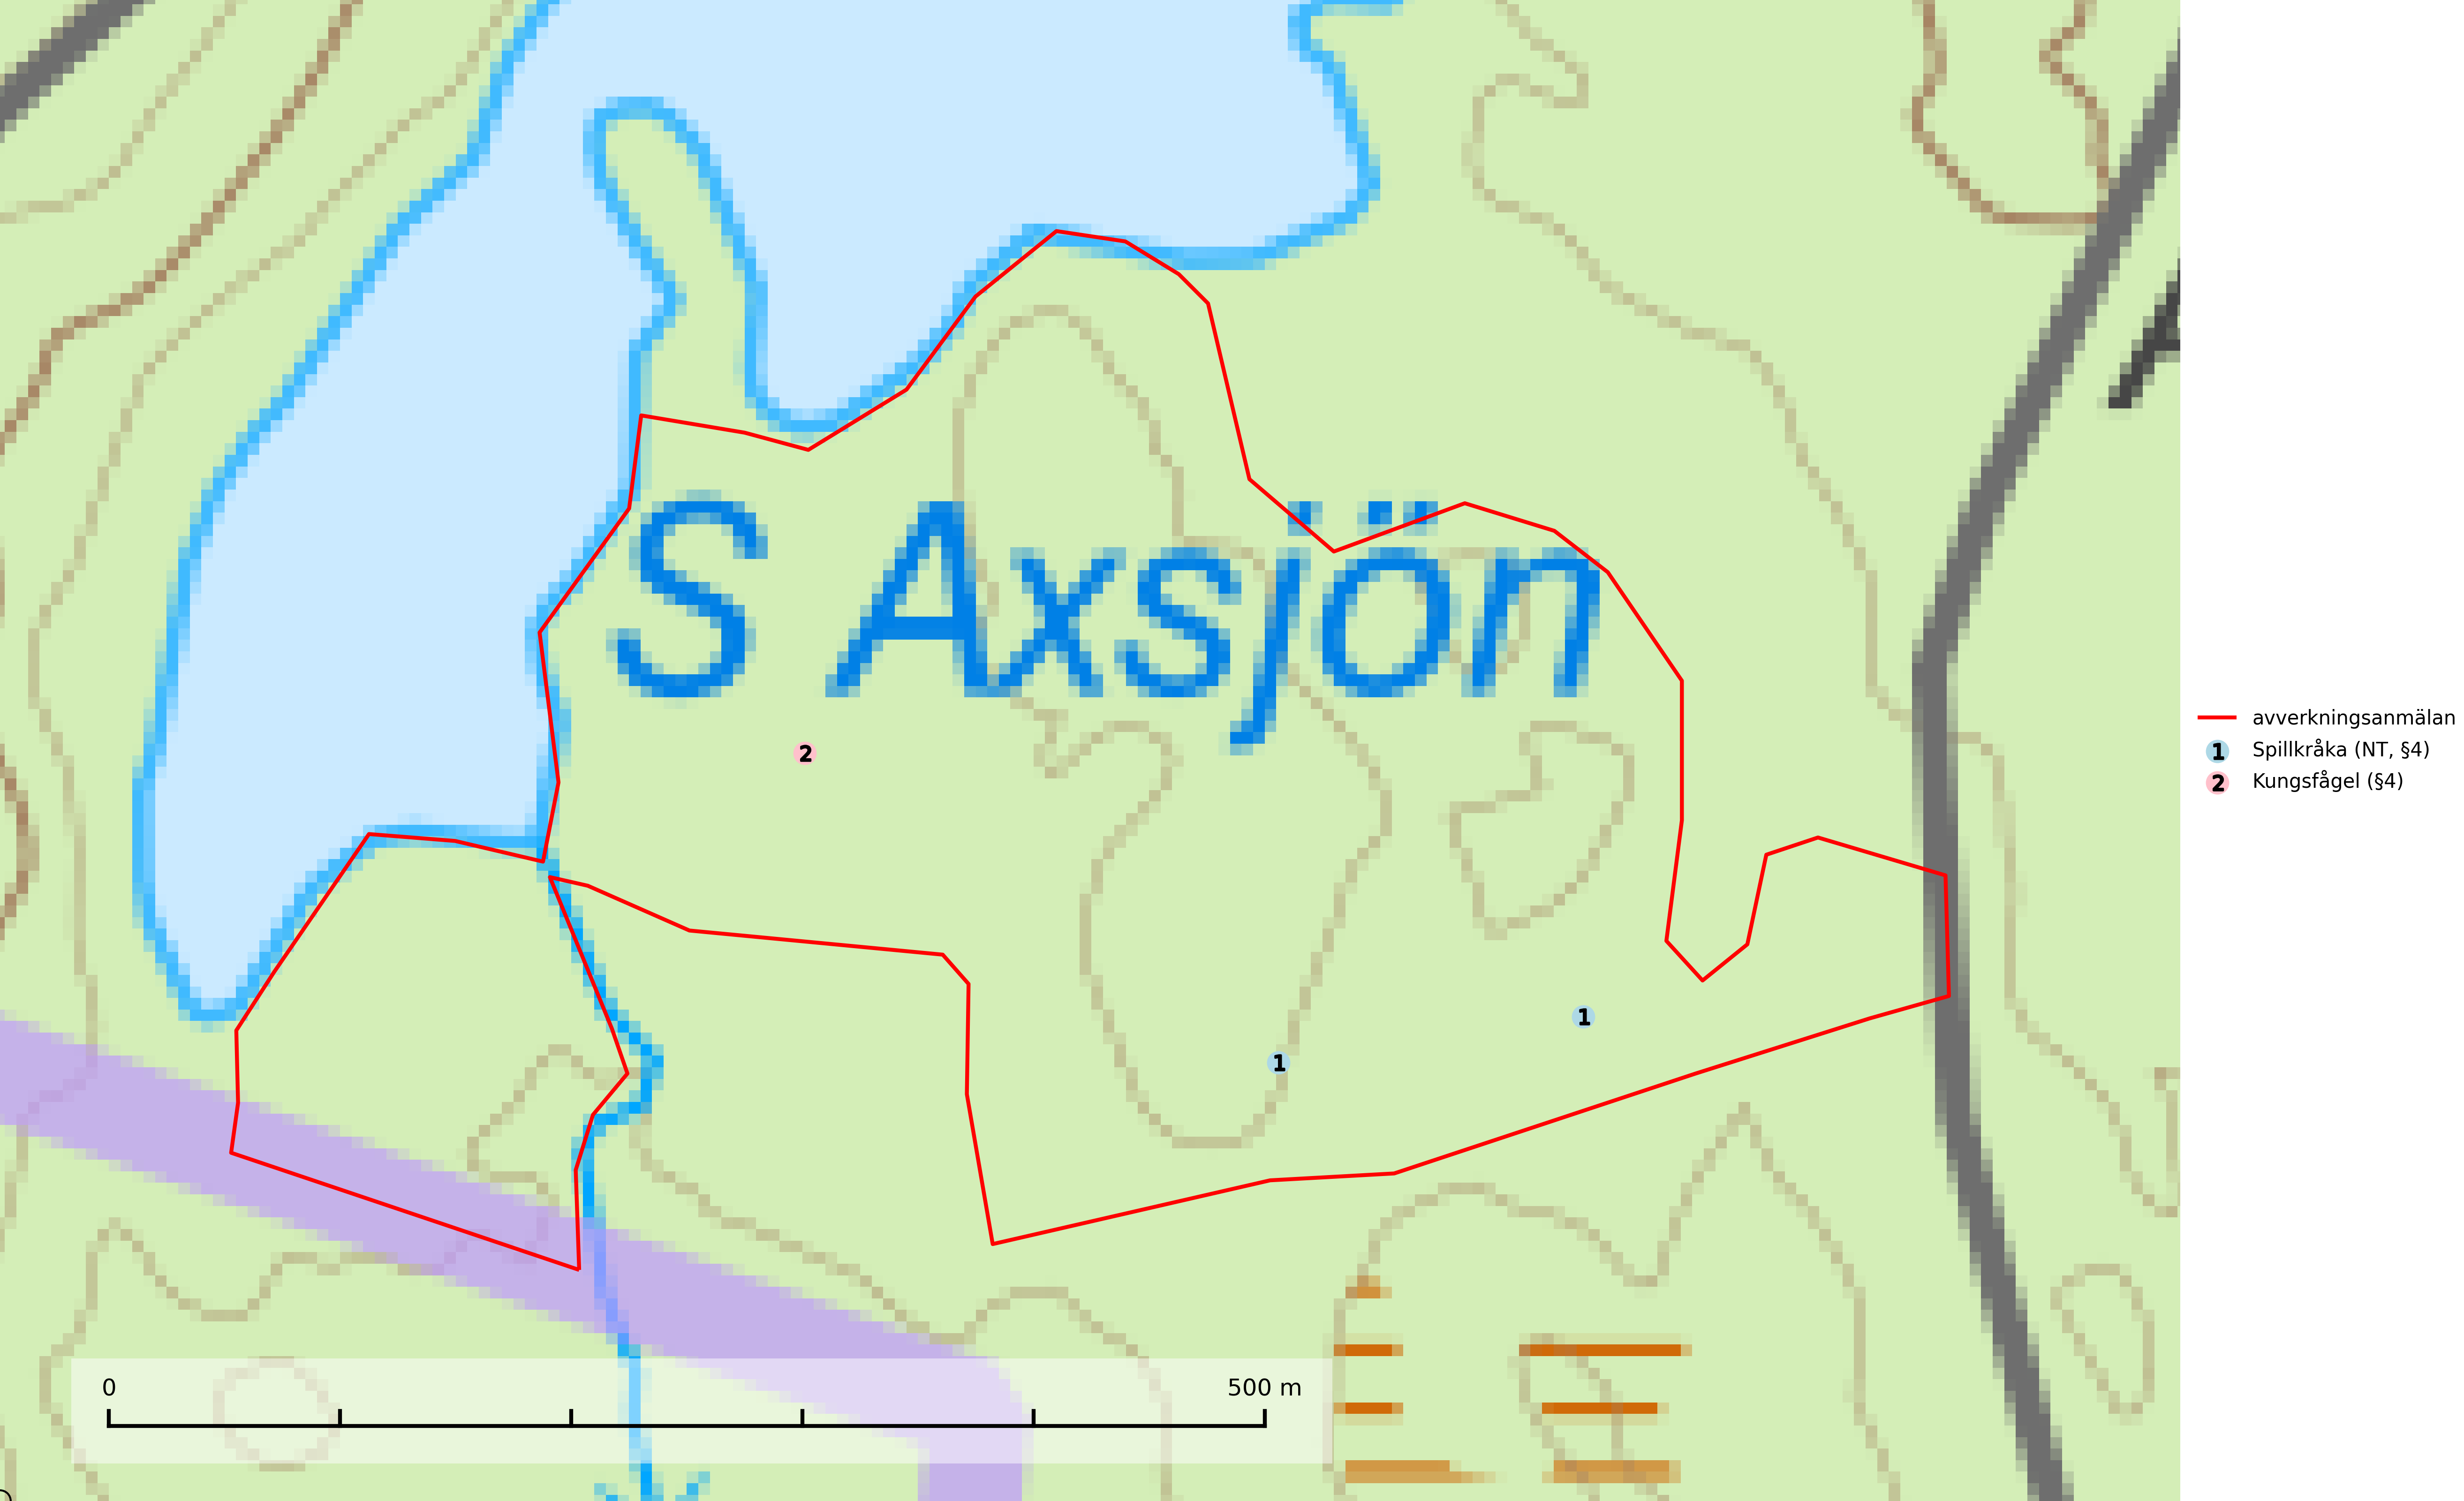 S Axsjön
2
1
1
0 500 m
avverkningsanmälan
1 Spillkråka (NT, §4)
2 Kungsfågel (§4)